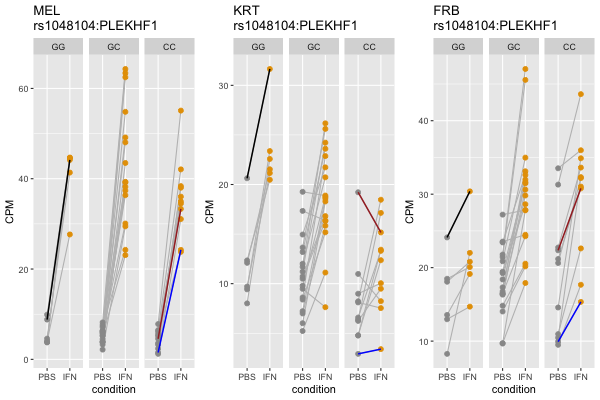 MEL
rs1048104:PLEKHF1
GG GC CC
CPM
60
40
20
0
PBS IFN PBS IFN PBS IFN
condition
KRT
rs1048104:PLEKHF1
GG GC CC
CPM
30
20
10
PBS IFN PBS IFN PBS IFN
condition
FRB
rs1048104:PLEKHF1
GG GC CC
CPM
40
30
20
10
PBS IFN PBS IFN PBS IFN
condition